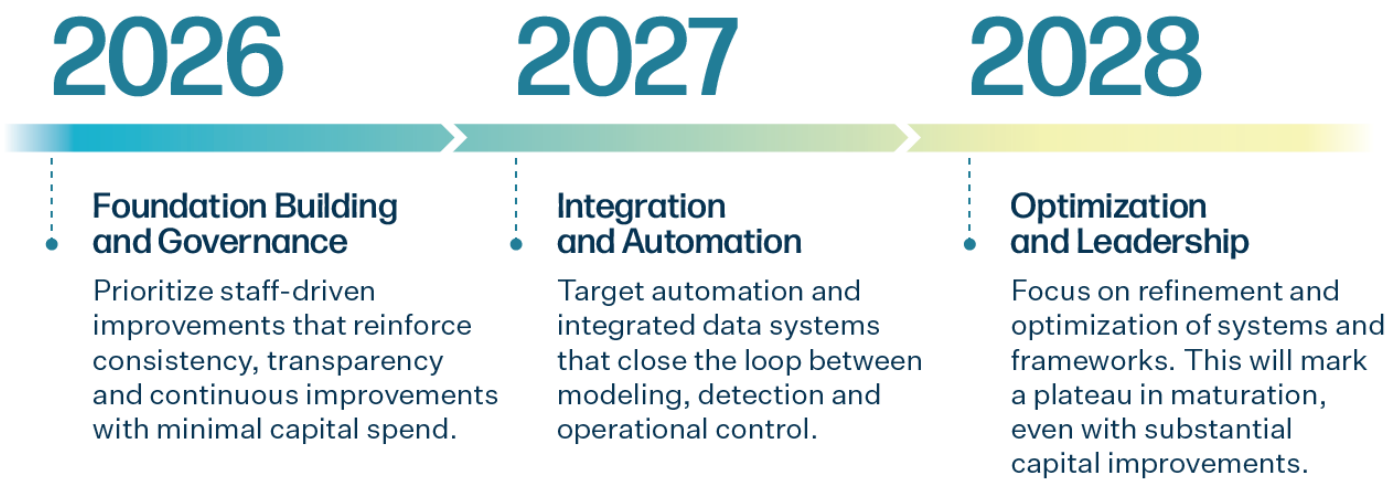 2026
2027
2028
Foundation Building
and Governance
Prioritize staff-driven
improvements that reinforce
consistency, transparency
and continuous improvements
with minimal capital spend.
Integration
and Automation
Target automation and
integrated data systems
that close the loop between
modeling, detection and
operational control.
Optimization
and Leadership
Focus on refinement and
optimization of systems and
frameworks. This will mark
a plateau in maturation,
even with substantial
capital improvements.